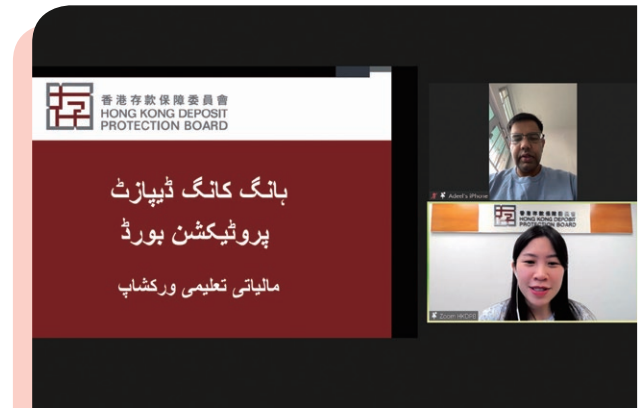 香港存款保障委員會
HONG KONG DEPOSIT
PROTECTION BOARD
ہانگ کانگ ڈیپازٹ
پروٹیکشن بورڈ
مالیاتی تعلیمی ورکشاپ
Adeel's iPhone
香港存款保障委員會
HONG KONG DEPOSIT
PROTECTION BOARD
Zoom HKDPB